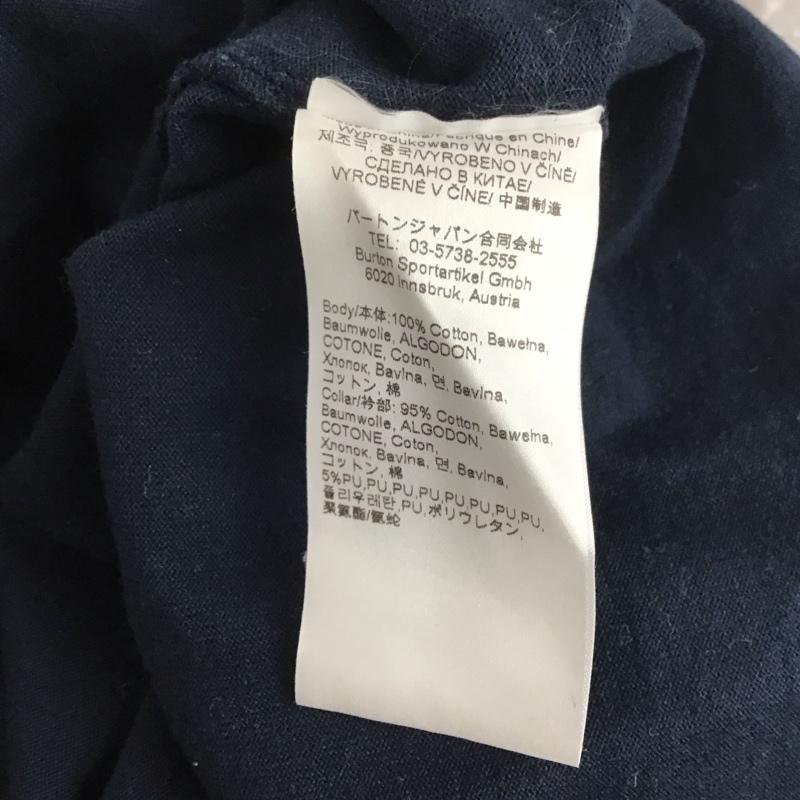 Fabriqué en Chine/
Wyprodukowano W Chinach/
제조국: 중국/VYROBENO V ČÍNĚ/
СДЕЛАНО В КИТАЕ/
VYROBENÉ V ČÍNE/ 中国制造
バートンジャパン合同会社
TEL: 03-5738-2555
Burton Sportartikel Gmbh
6020 Innsbruk, Austria
Body/本体:100% Cotton, Bawełna,
Baumwolle, ALGODON,
COTONE, Coton,
Хлопок, Bavlna, 면, Bavlna,
コットン, 棉
Collar/衿部: 95% Cotton, Bawełna,
Baumwolle, ALGODON,
COTONE, Coton,
Хлопок, Bavlna, 면, Bavlna,
コットン, 棉
5%PU,PU,PU,PU,PU,PU,PU,PU,
폴리우레탄,PU,ポリウレタン,
聚氨酯/氨纶